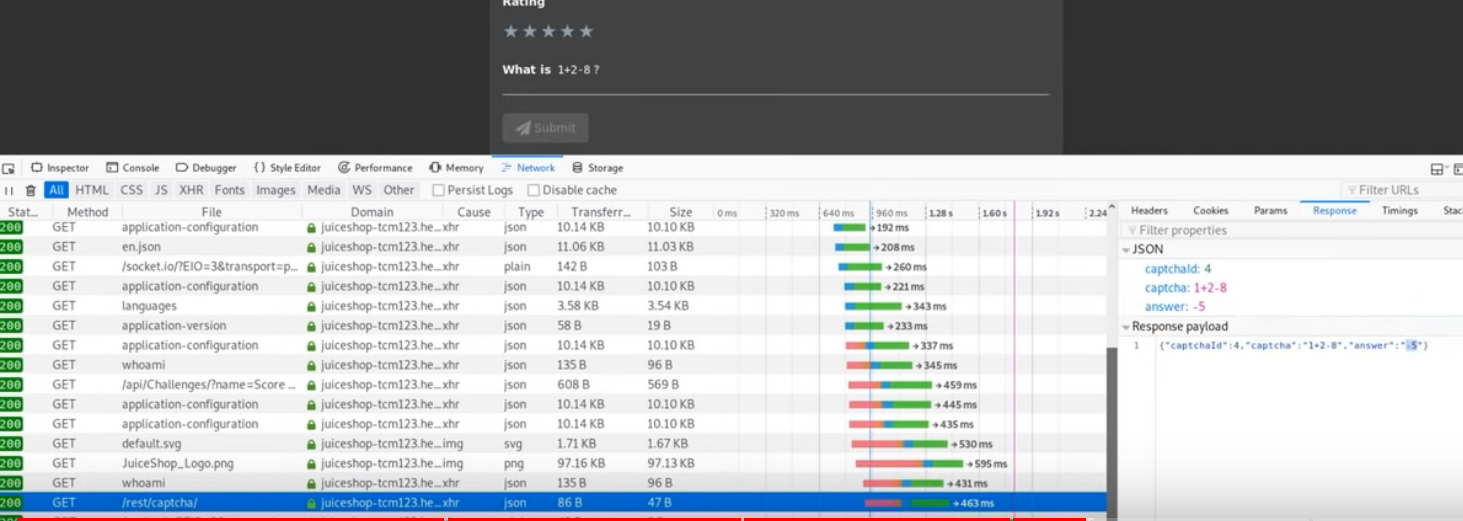 Rating
What is 1+2-8 ?
Submit
Inspector Console Debugger Style Editor Performance Memory Network Storage
All HTML CSS JS XHR Fonts Images Media WS Other Persist Logs Disable cache Filter URLs
Stat... Method File Domain Cause Type Transferr... Size 0 ms 320 ms 640 ms 960 ms 1.28 s 1.60 s 1.92 s 2.24
200 GET application-configuration juiceshop-tcm123.he... xhr json 10.14 KB 10.10 KB → 192 ms
200 GET en.json juiceshop-tcm123.he... xhr json 11.06 KB 11.03 KB → 208 ms
200 GET /socket.io/?EIO=3&transport=p... juiceshop-tcm123.he... xhr plain 142 B 103 B → 260 ms
200 GET application-configuration juiceshop-tcm123.he... xhr json 10.14 KB 10.10 KB → 221 ms
200 GET languages juiceshop-tcm123.he... xhr json 3.58 KB 3.54 KB → 343 ms
200 GET application-version juiceshop-tcm123.he... xhr json 58 B 19 B → 233 ms
200 GET application-configuration juiceshop-tcm123.he... xhr json 10.14 KB 10.10 KB → 337 ms
200 GET whoami juiceshop-tcm123.he... xhr json 135 B 96 B → 345 ms
200 GET /api/Challenges/?name=Score ... juiceshop-tcm123.he... xhr json 608 B 569 B → 459 ms
200 GET application-configuration juiceshop-tcm123.he... xhr json 10.14 KB 10.10 KB → 445 ms
200 GET application-configuration juiceshop-tcm123.he... xhr json 10.14 KB 10.10 KB → 435 ms
200 GET default.svg juiceshop-tcm123.he... img svg 1.71 KB 1.67 KB → 530 ms
200 GET JuiceShop_Logo.png juiceshop-tcm123.he... img png 97.16 KB 97.13 KB → 595 ms
200 GET whoami juiceshop-tcm123.he... xhr json 135 B 96 B → 431 ms
200 GET /rest/captcha/ juiceshop-tcm123.he... xhr json 86 B 47 B → 463 ms
Headers Cookies Params Response Timings Stac
Filter properties
JSON
captchaId: 4
captcha: 1+2-8
answer: -5
Response payload
1 {"captchaId":4,"captcha":"1+2-8","answer":"-5"}